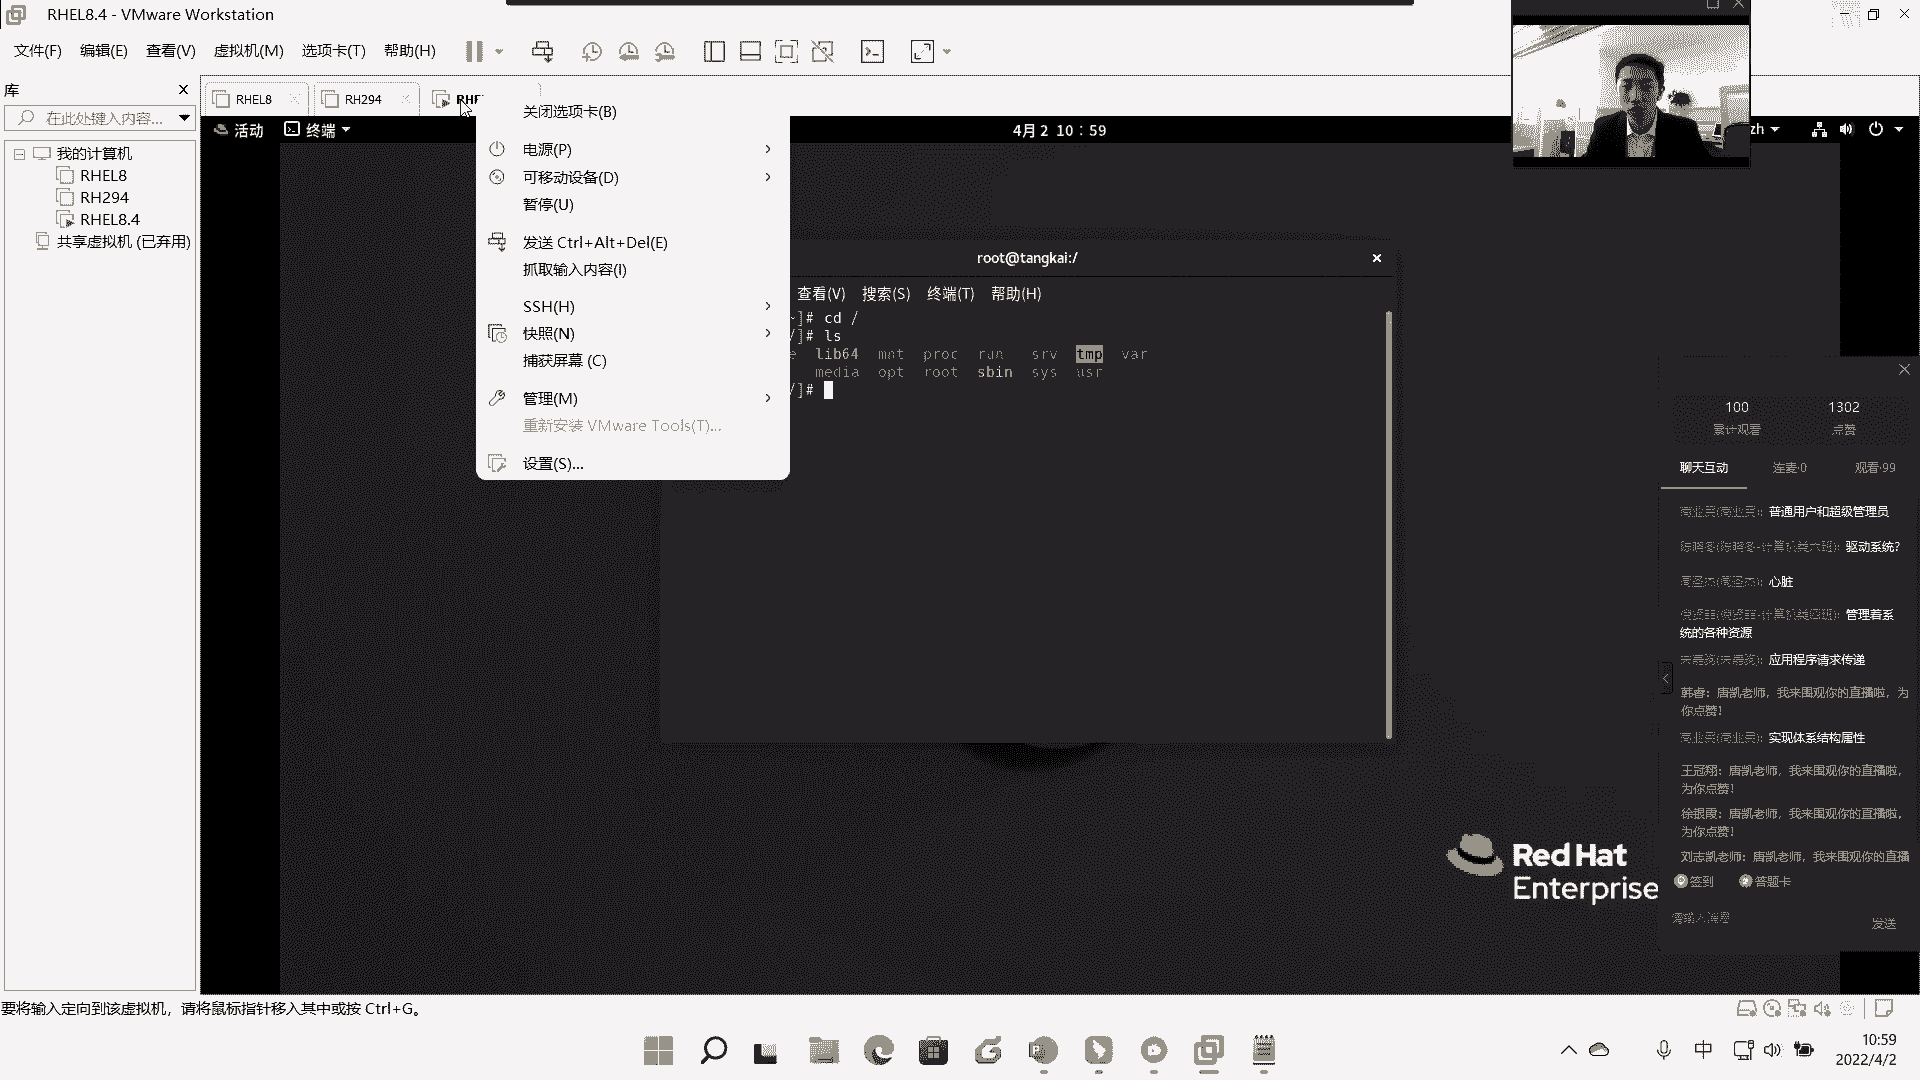 RHEL8.4 - VMware Workstation
文件(F) 编辑(E) 查看(V) 虚拟机(M) 选项卡(T) 帮助(H)
库
在此处键入内容...
我的计算机
RHEL8
RH294
RHEL8.4
共享虚拟机 (已弃用)
RHEL8 RH294 RHE
活动 终端 4月 2 10：59 zh
关闭选项卡(B)
电源(P)
可移动设备(D)
暂停(U)
发送 Ctrl+Alt+Del(E)
抓取输入内容(I)
SSH(H)
快照(N)
捕获屏幕 (C)
管理(M)
重新安装 VMware Tools(T)...
设置(S)...
root@tangkai:/
查看(V) 搜索(S) 终端(T) 帮助(H)
~]# cd /
/]# ls
lib64 mnt proc run srv tmp var
media opt root sbin sys usr
/]#
Red Hat
Enterprise
100 1302
累计观看 点赞
聊天互动 连麦·0 观看·99
普通用户和超级管理员
驱动系统?
心脏
管理着系
统的各种资源
应用程序请求传递
韩睿：唐凯老师，我来围观你的直播啦，为
你点赞！
实现体系结构属性
王冠翔：唐凯老师，我来围观你的直播啦，
为你点赞！
徐银霞：唐凯老师，我来围观你的直播啦，
为你点赞！
刘志凯老师：唐凯老师，我来围观你的直播
签到 答题卡
发送
要将输入定向到该虚拟机，请将鼠标指针移入其中或按 Ctrl+G。
中
10:59
2022/4/2